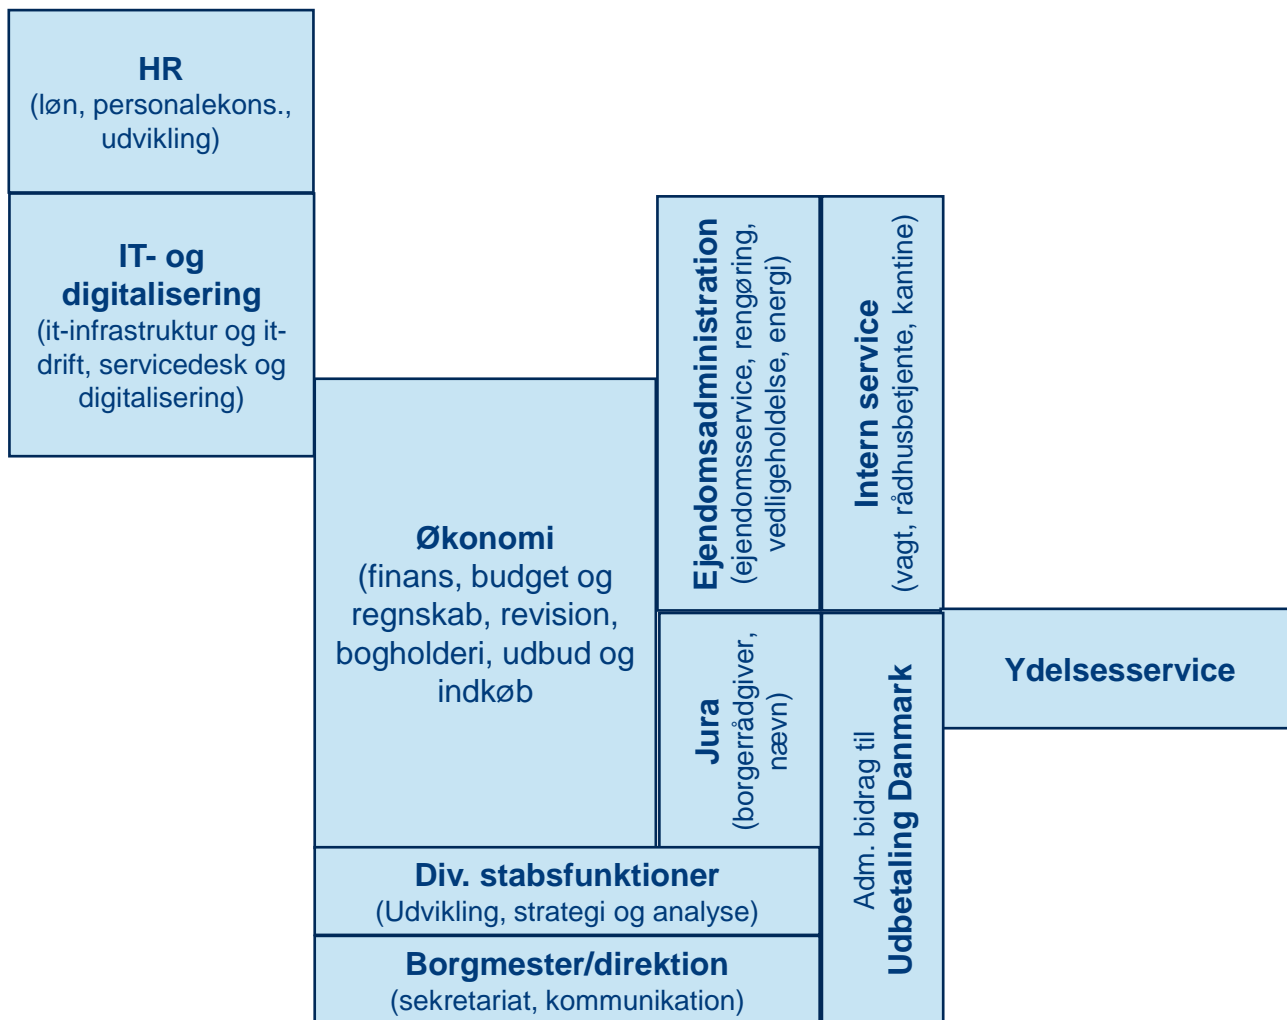 HR
(løn, personalekons.,
udvikling)
IT- og
digitalisering
(it-infrastruktur og it-
drift, servicedesk og
digitalisering)
Økonomi
(finans, budget og
regnskab, revision,
bogholderi, udbud og
indkøb
Ejendomsadministration
(ejendomsservice, rengøring,
vedligeholdelse, energi)
Intern service
(vagt, rådhusbetjente, kantine)
Jura
(borgerrådgiver,
nævn)
Adm. bidrag til
Udbetaling Danmark
Ydelsesservice
Div. stabsfunktioner
(Udvikling, strategi og analyse)
Borgmester/direktion
(sekretariat, kommunikation)